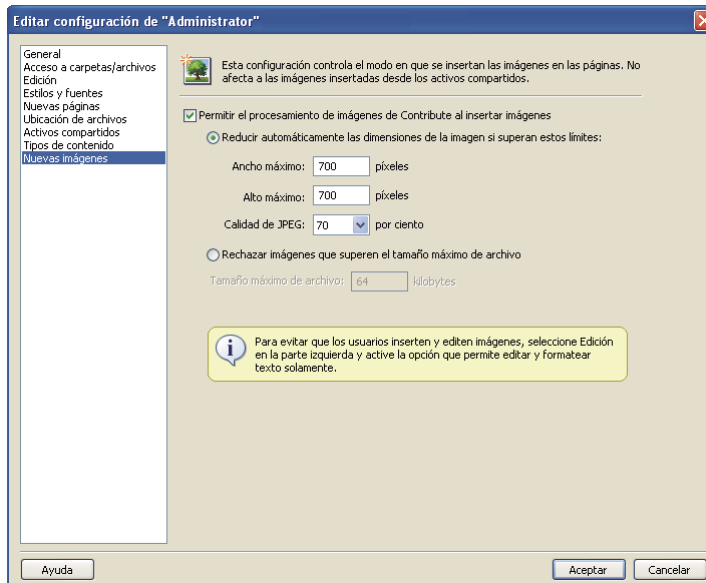 Editar configuración de "Administrator"
General
Acceso a carpetas/archivos
Edición
Estilos y fuentes
Nuevas páginas
Ubicación de archivos
Activos compartidos
Tipos de contenido
Nuevas imágenes
Esta configuración controla el modo en que se insertan las imágenes en las páginas. No
afecta a las imágenes insertadas desde los activos compartidos.
Permitir el procesamiento de imágenes de Contribute al insertar imágenes
Reducir automáticamente las dimensiones de la imagen si superan estos límites:
Ancho máximo: 700 píxeles
Alto máximo: 700 píxeles
Calidad de JPEG: 70 por ciento
Rechazar imágenes que superen el tamaño máximo de archivo
Tamaño máximo de archivo: 64 kilobytes
Para evitar que los usuarios inserten y editen imágenes, seleccione Edición
en la parte izquierda y active la opción que permite editar y formatear
texto solamente.
Ayuda
Aceptar
Cancelar